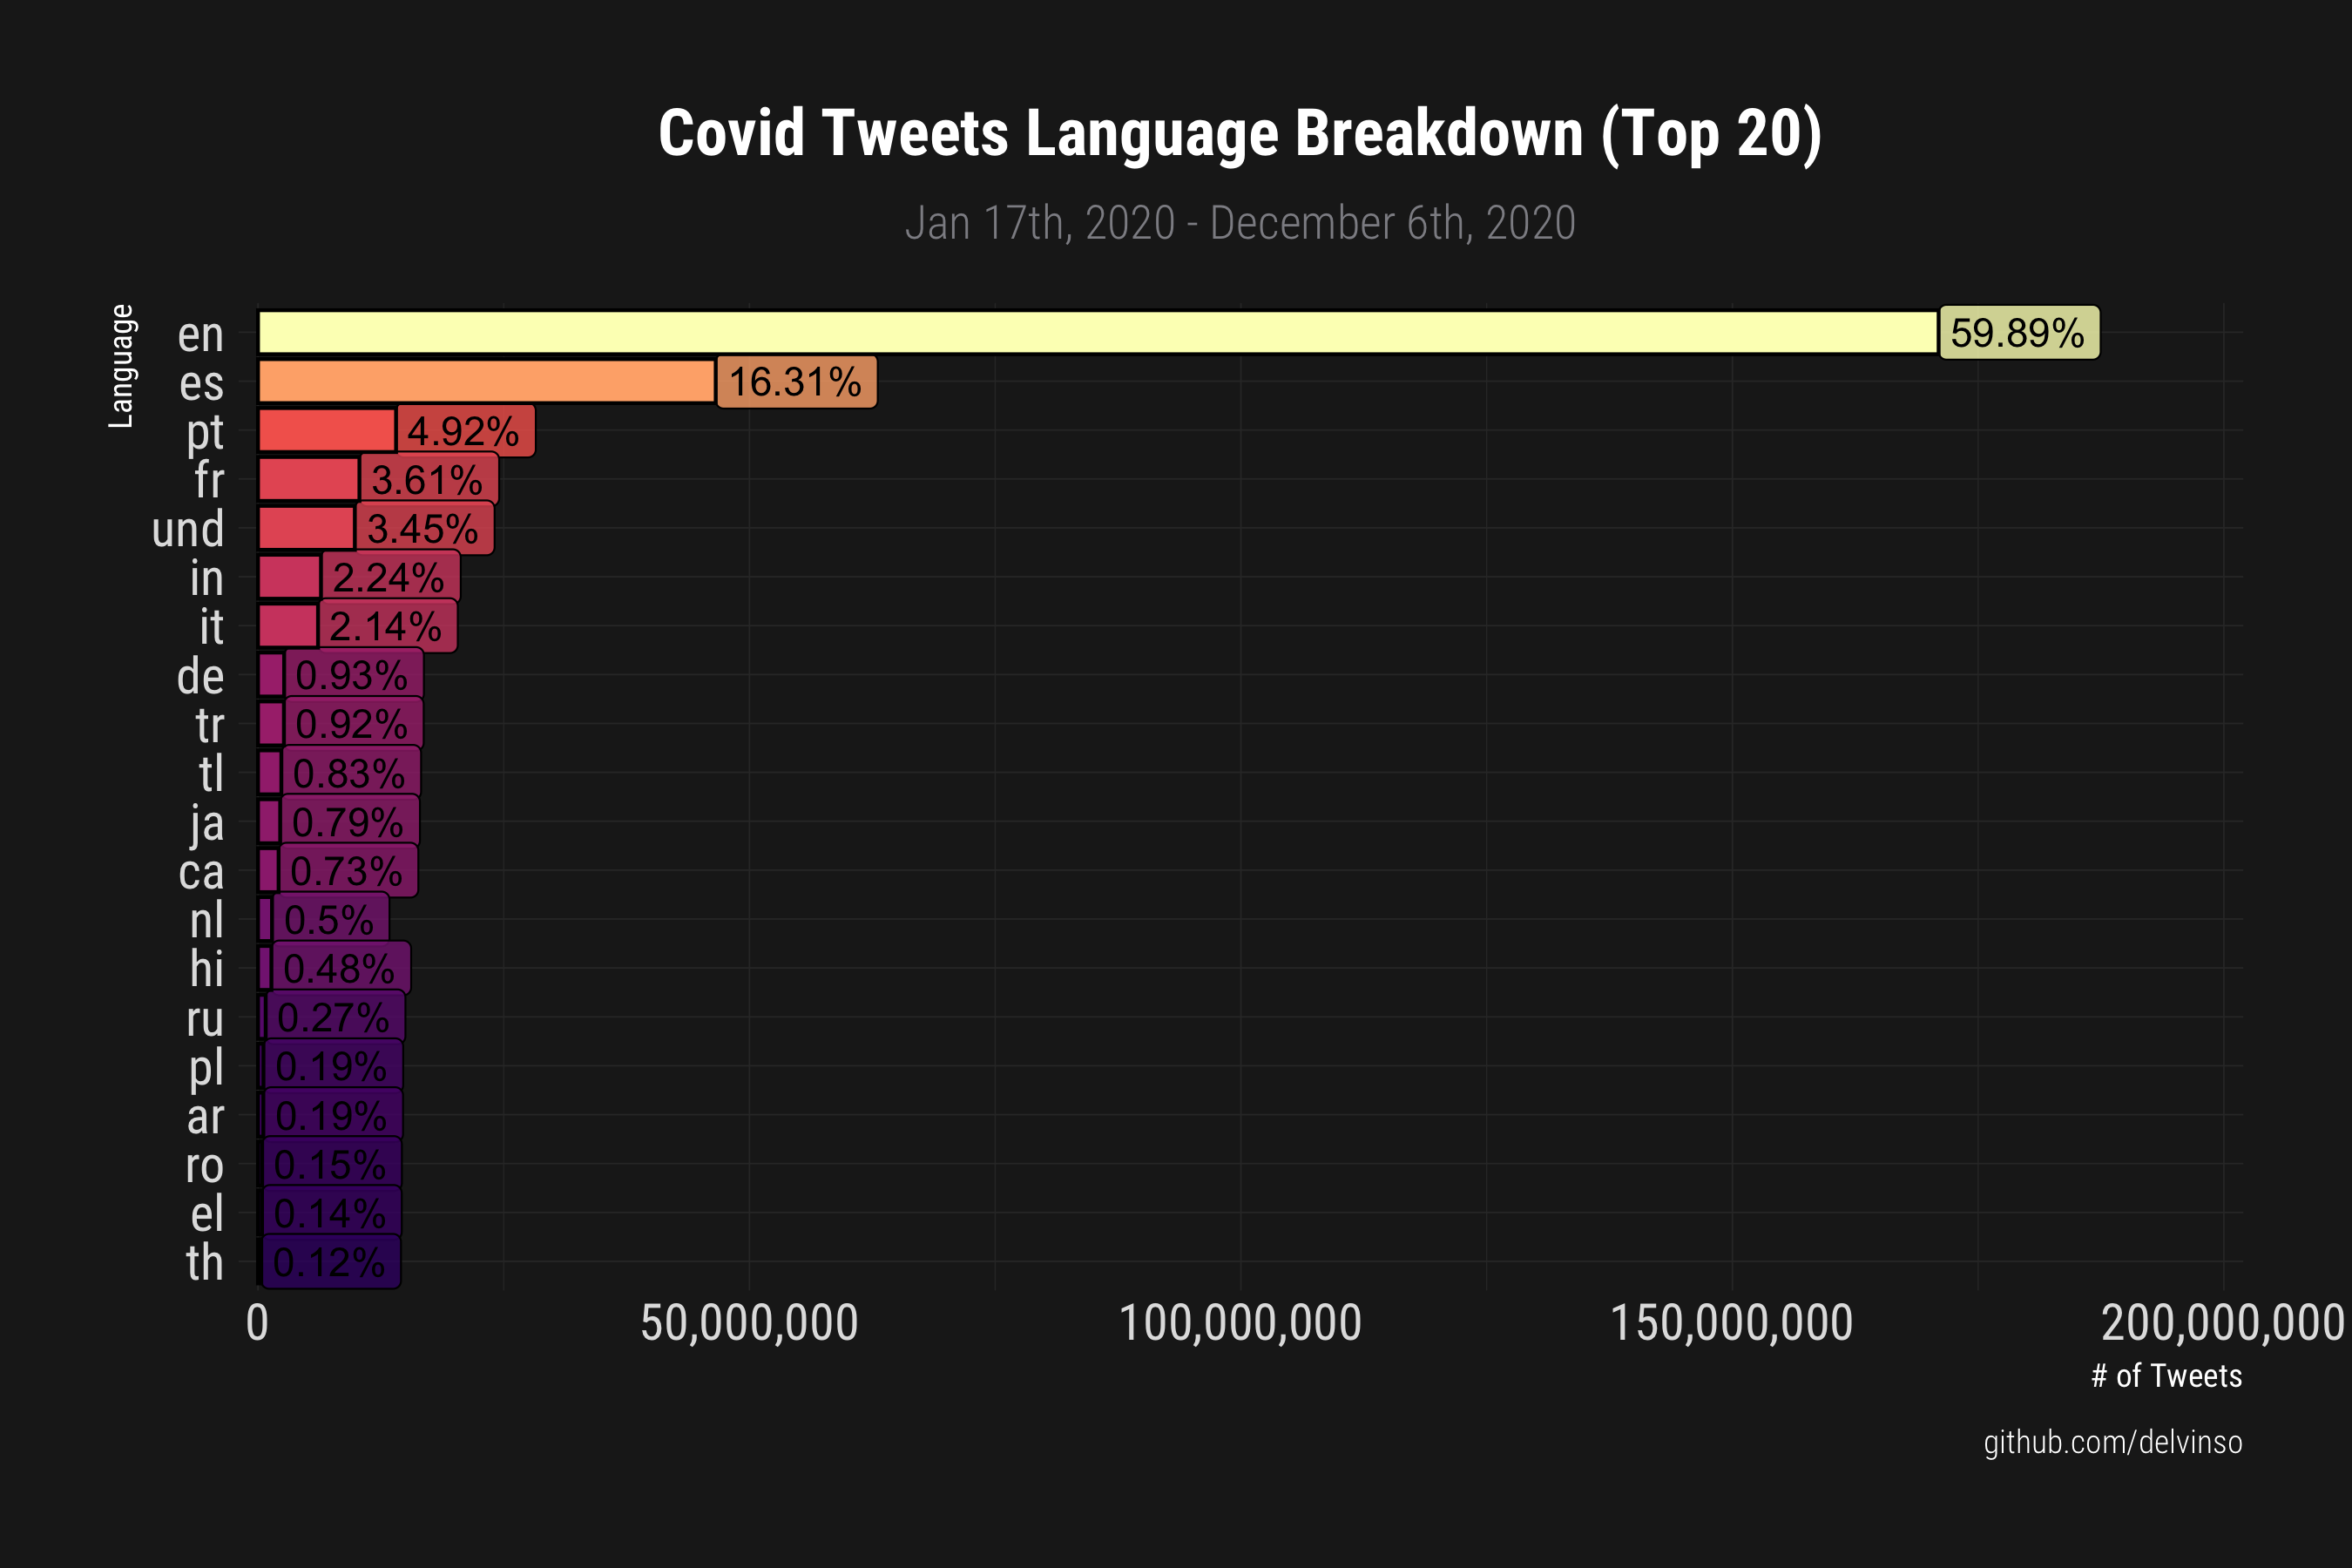 Covid Tweets Language Breakdown (Top 20)
Jan 17th, 2020 - December 6th, 2020
Language
en 59.89%
es 16.31%
pt 4.92%
fr 3.61%
und 3.45%
in 2.24%
it 2.14%
de 0.93%
tr 0.92%
tl 0.83%
ja 0.79%
ca 0.73%
nl 0.5%
hi 0.48%
ru 0.27%
pl 0.19%
ar 0.19%
ro 0.15%
el 0.14%
th 0.12%
0 50,000,000 100,000,000 150,000,000 200,000,000
# of Tweets
github.com/delvinso